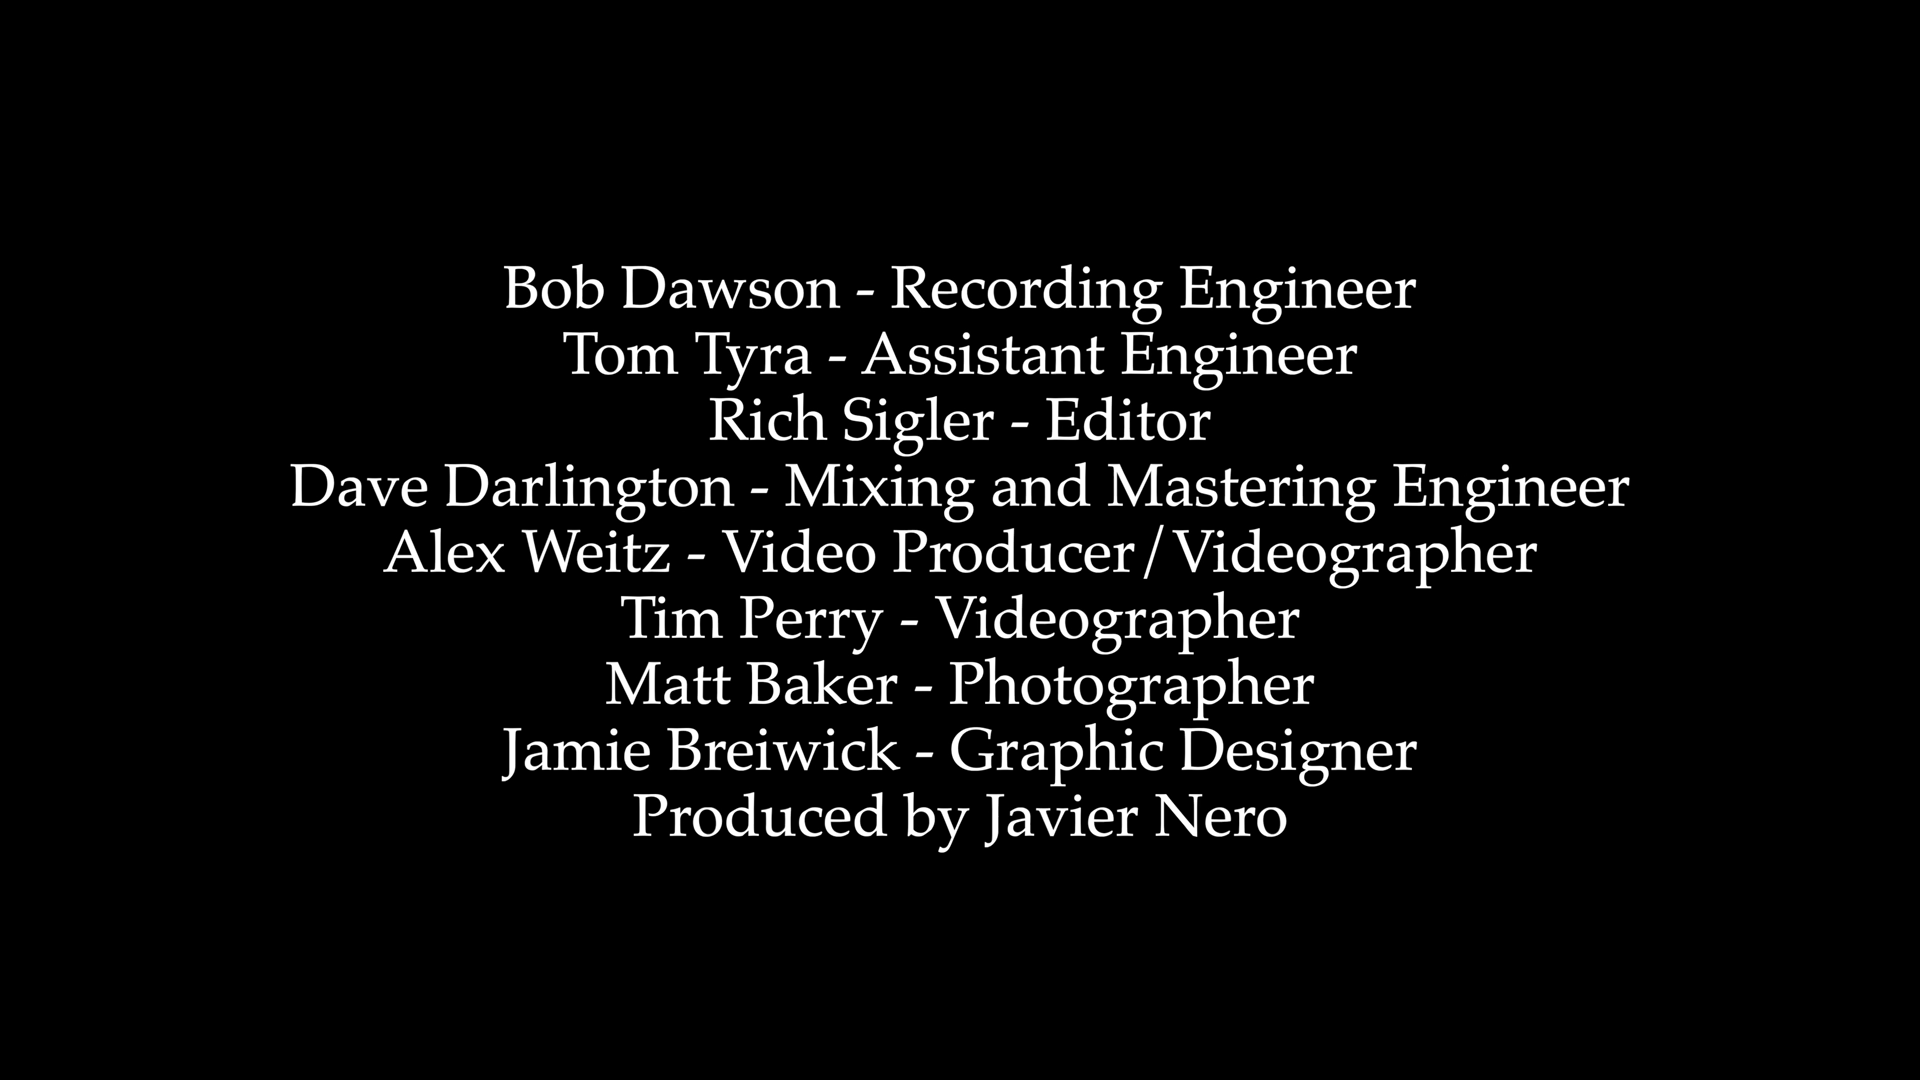 Bob Dawson - Recording Engineer
Tom Tyra - Assistant Engineer
Rich Sigler - Editor
Dave Darlington - Mixing and Mastering Engineer
Alex Weitz - Video Producer/Videographer
Tim Perry - Videographer
Matt Baker - Photographer
Jamie Breiwick - Graphic Designer
Produced by Javier Nero